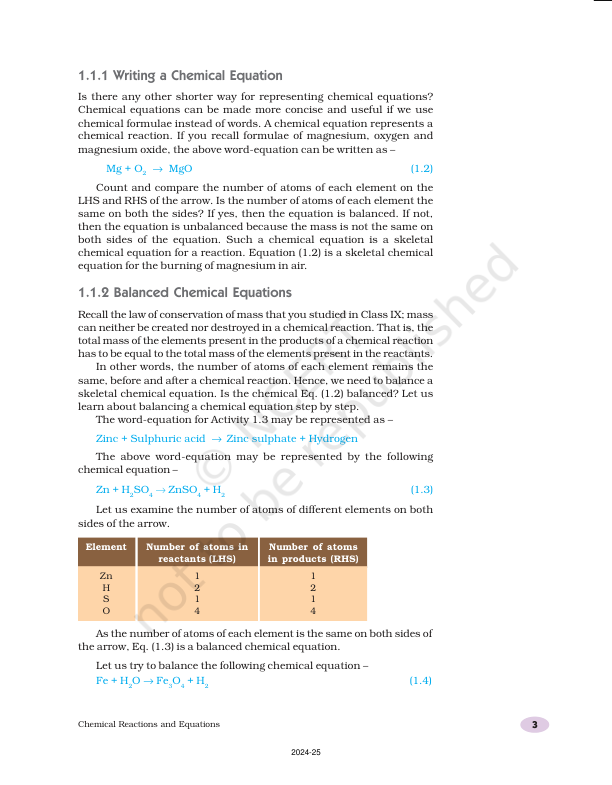 1.1.1 Writing a Chemical Equation
Is there any other shorter way for representing chemical equations?
Chemical equations can be made more concise and useful if we use
chemical formulae instead of words. A chemical equation represents a
chemical reaction. If you recall formulae of magnesium, oxygen and
magnesium oxide, the above word-equation can be written as –
Mg + O₂ → MgO (1.2)
Count and compare the number of atoms of each element on the
LHS and RHS of the arrow. Is the number of atoms of each element the
same on both the sides? If yes, then the equation is balanced. If not,
then the equation is unbalanced because the mass is not the same on
both sides of the equation. Such a chemical equation is a skeletal
chemical equation for a reaction. Equation (1.2) is a skeletal chemical
equation for the burning of magnesium in air.
1.1.2 Balanced Chemical Equations
Recall the law of conservation of mass that you studied in Class IX; mass
can neither be created nor destroyed in a chemical reaction. That is, the
total mass of the elements present in the products of a chemical reaction
has to be equal to the total mass of the elements present in the reactants.
In other words, the number of atoms of each element remains the
same, before and after a chemical reaction. Hence, we need to balance a
skeletal chemical equation. Is the chemical Eq. (1.2) balanced? Let us
learn about balancing a chemical equation step by step.
The word-equation for Activity 1.3 may be represented as –
Zinc + Sulphuric acid → Zinc sulphate + Hydrogen
The above word-equation may be represented by the following
chemical equation –
Zn + H₂SO₄ → ZnSO₄ + H₂ (1.3)
Let us examine the number of atoms of different elements on both
sides of the arrow.
Element Number of atoms in Number of atoms
reactants (LHS) in products (RHS)
Zn 1 1
H 2 2
S 1 1
O 4 4
As the number of atoms of each element is the same on both sides of
the arrow, Eq. (1.3) is a balanced chemical equation.
Let us try to balance the following chemical equation –
Fe + H₂O → Fe₃O₄ + H₂ (1.4)
Chemical Reactions and Equations 3
2024-25
© NCERT
not to be republished